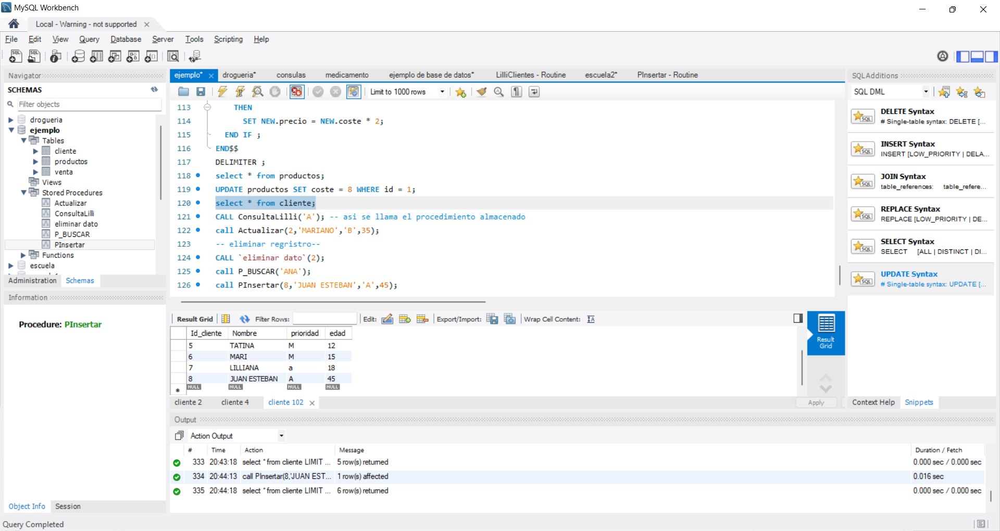 MySQL Workbench
Local - Warning - not supported
File Edit View Query Database Server Tools Scripting Help
Navigator
SCHEMAS
Filter objects
drogueria
ejemplo
Tables
cliente
productos
venta
Views
Stored Procedures
Actualizar
ConsultaLilli
eliminar dato
P_BUSCAR
PInsertar
Functions
escuela
Administration Schemas
Information
Procedure: PInsertar
Object Info Session
Query Completed
ejemplo* drogueria* consulas medicamento ejemplo de base de datos* LilliClientes - Routine escuela2* PInsertar - Routine
Limit to 1000 rows
113 THEN
114 SET NEW.precio = NEW.coste * 2;
115 END IF ;
116 END$$
117 DELIMITER ;
118 select * from productos;
119 UPDATE productos SET coste = 8 WHERE id = 1;
120 select * from cliente;
121 CALL ConsultaLilli('A'); -- asi se llama el procedimiento almacenado
122 call Actualizar(2,'MARIANO','B',35);
123 -- eliminar regristro--
124 CALL `eliminar dato`(2);
125 call P_BUSCAR('ANA');
126 call PInsertar(8,'JUAN ESTEBAN','A',45);
Result Grid Filter Rows: Edit: Export/Import: Wrap Cell Content:
Id_cliente Nombre prioridad edad
5 TATINA M 12
6 MARI M 15
7 LILLIANA a 18
8 JUAN ESTEBAN A 45
NULL NULL NULL NULL
Result
Grid
cliente 2 cliente 4 cliente 102
Apply
Output
Action Output
# Time Action Message Duration / Fetch
333 20:43:18 select * from cliente LIMIT ... 5 row(s) returned 0.000 sec / 0.000 sec
334 20:44:13 call PInsertar(8,'JUAN EST... 1 row(s) affected 0.016 sec
335 20:44:18 select * from cliente LIMIT ... 6 row(s) returned 0.000 sec / 0.000 sec
SQLAdditions
SQL DML
DELETE Syntax
# Single-table syntax: DELETE [...
INSERT Syntax
INSERT [LOW_PRIORITY | DELA...
JOIN Syntax
table_references: table_refere...
REPLACE Syntax
REPLACE [LOW_PRIORITY | DE...
SELECT Syntax
SELECT [ALL | DISTINCT | DI...
UPDATE Syntax
# Single-table syntax: UPDATE [...
Context Help Snippets